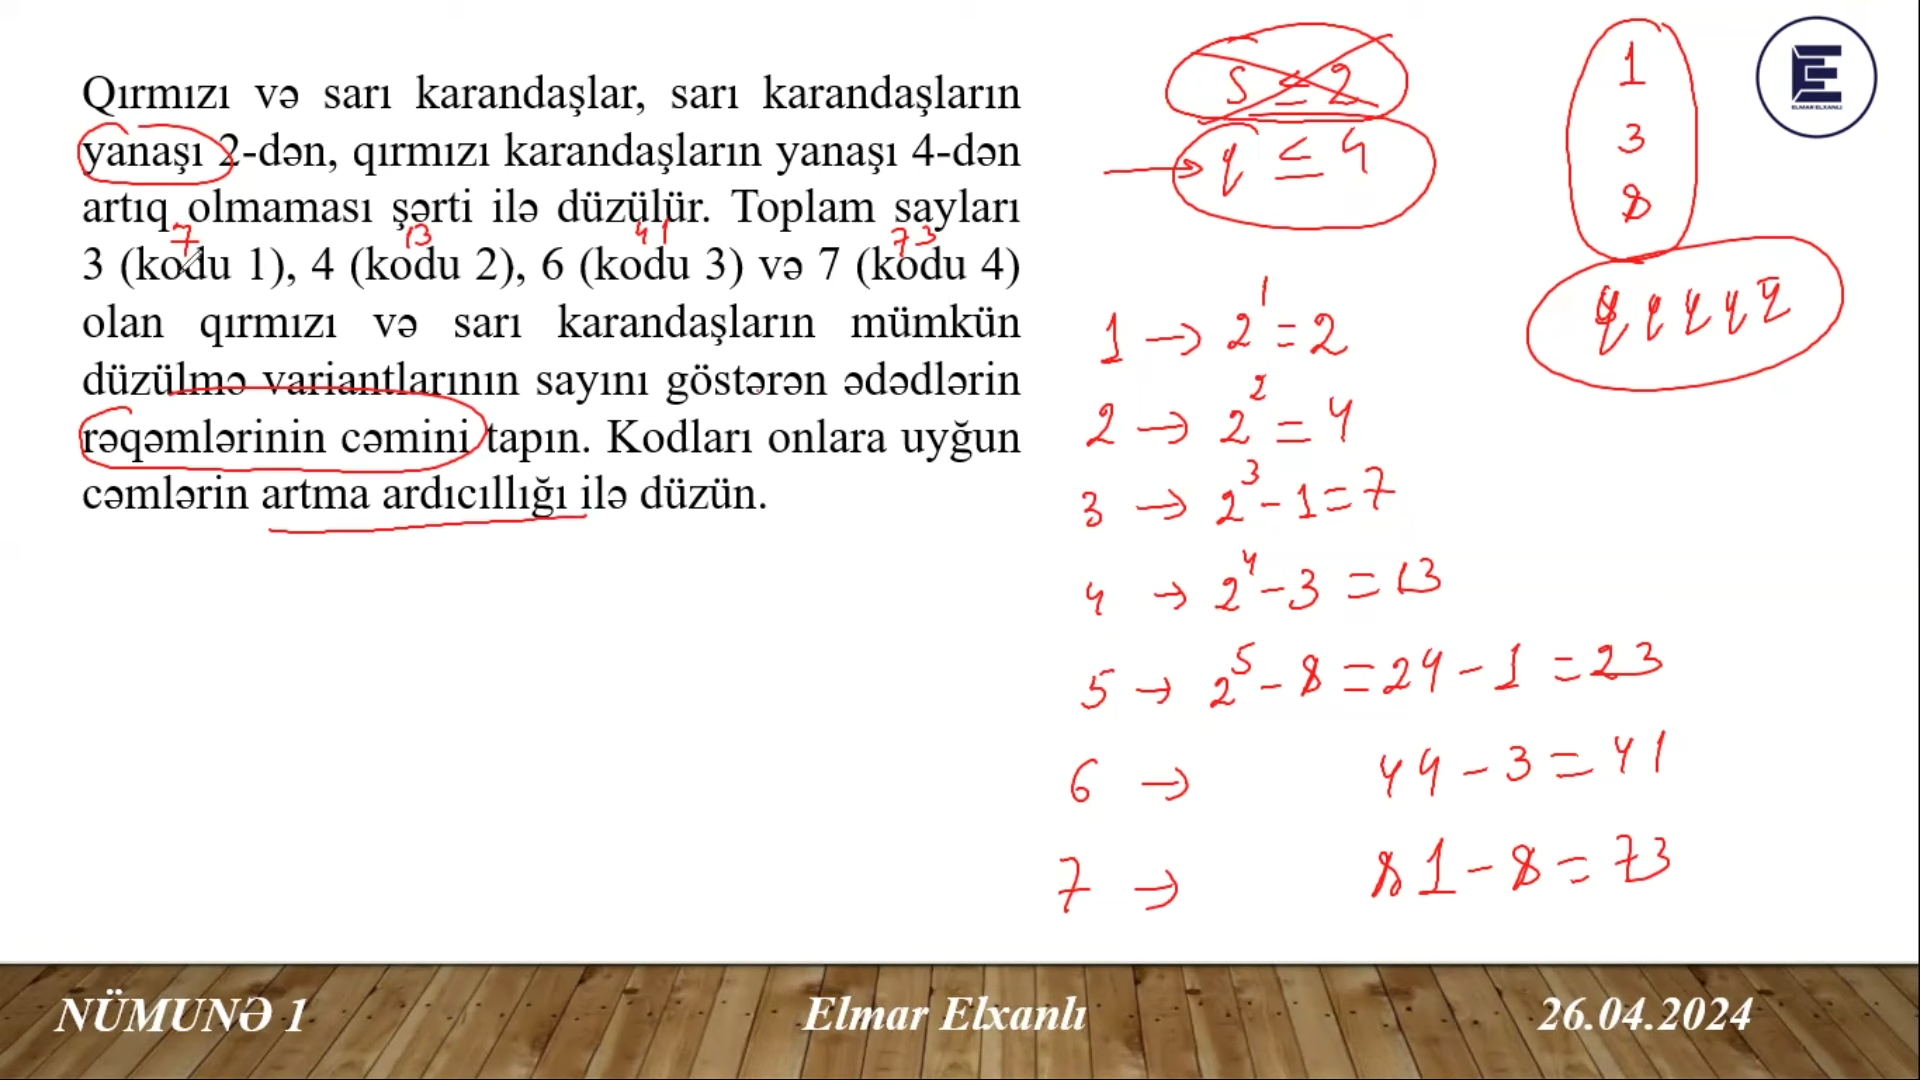 Qırmızı və sarı karandaşlar, sarı karandaşların
yanaşı 2-dən, qırmızı karandaşların yanaşı 4-dən
artıq olmaması şərti ilə düzülür. Toplam sayları
7 13 41 73
3 (kodu 1), 4 (kodu 2), 6 (kodu 3) və 7 (kodu 4)
olan qırmızı və sarı karandaşların mümkün
düzülmə variantlarının sayını göstərən ədədlərin
rəqəmlərinin cəmini tapın. Kodları onlara uyğun
cəmlərin artma ardıcıllığı ilə düzün.
s ≤ 2
→ q ≤ 4
1 → 2¹ = 2
2 → 2² = 4
3 → 2³ - 1 = 7
4 → 2⁴ - 3 = 13
5 → 2⁵ - 8 = 24 - 1 = 23
6 → 44 - 3 = 41
7 → 81 - 8 = 73
1
3
8
q q q q q
E
ELMAR ELXANLI
NÜMUNƏ 1
Elmar Elxanlı
26.04.2024